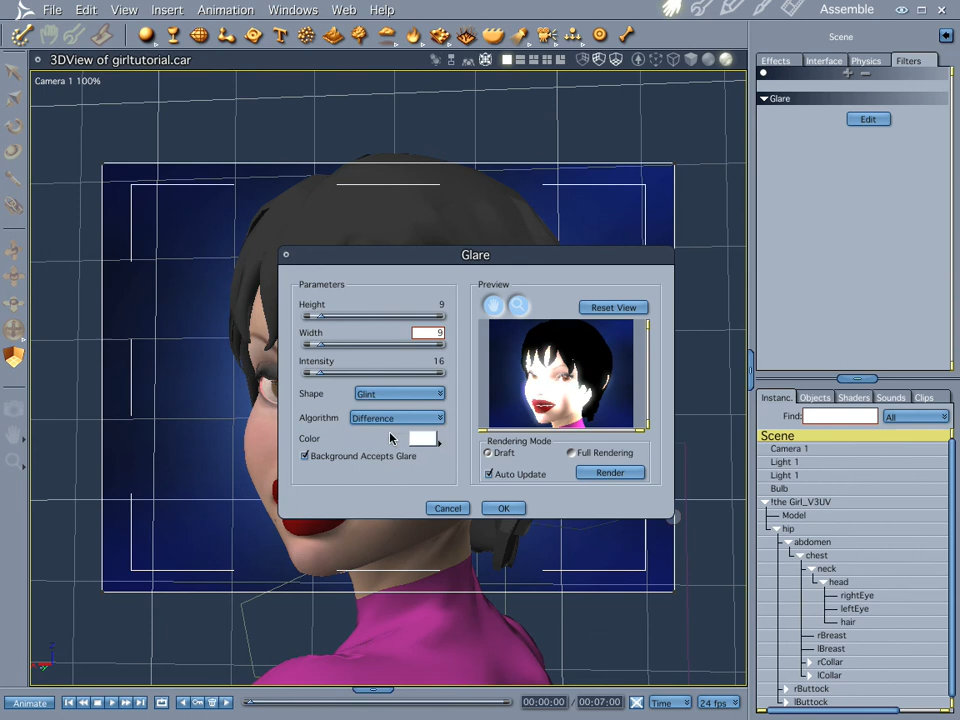 File Edit View Insert Animation Windows Web Help Assemble
3DView of girltutorial.car
Camera 1 100%
Scene
Effects Interface Physics Filters
Glare
Edit
Glare
Parameters
Height 9
Width 9
Intensity 16
Shape Glint
Algorithm Difference
Color
Background Accepts Glare
Preview
Reset View
Rendering Mode
Draft Full Rendering
Auto Update Render
Cancel OK
Instanc. Objects Shaders Sounds Clips
Find: All
Scene
Camera 1
Light 1
Light 1
Bulb
!the Girl_V3UV
Model
hip
abdomen
chest
neck
head
rightEye
leftEye
hair
rBreast
lBreast
rCollar
lCollar
rButtock
lButtock
Animate 00:00:00 / 00:07:00 Time 24 fps